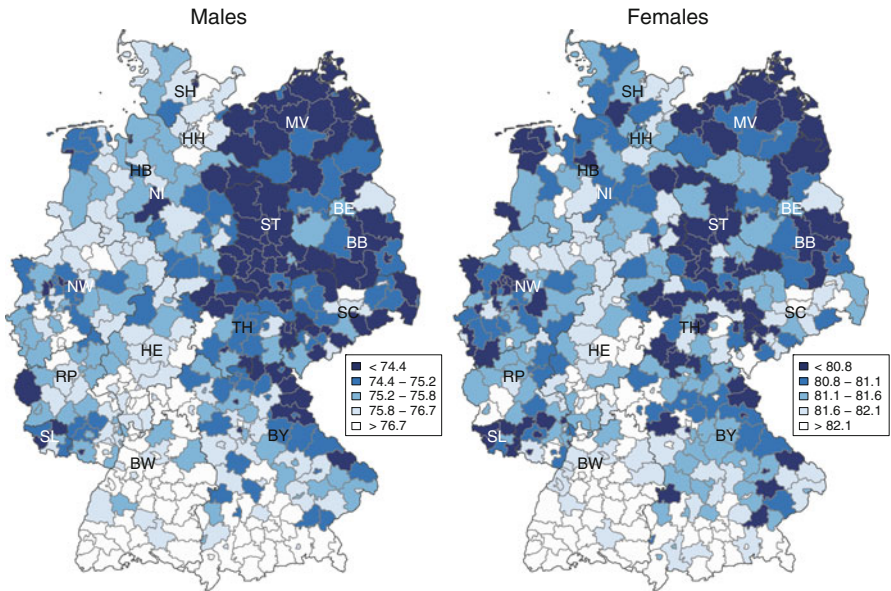 Males
SH
HH
MV
HB
NI
ST
BE
BB
NW
SC
TH
HE
RP
SL
BY
BW
< 74.4
74.4 – 75.2
75.2 – 75.8
75.8 – 76.7
> 76.7
Females
SH
HH
MV
HB
NI
ST
BE
BB
NW
SC
TH
HE
RP
SL
BY
BW
< 80.8
80.8 – 81.1
81.1 – 81.6
81.6 – 82.1
> 82.1